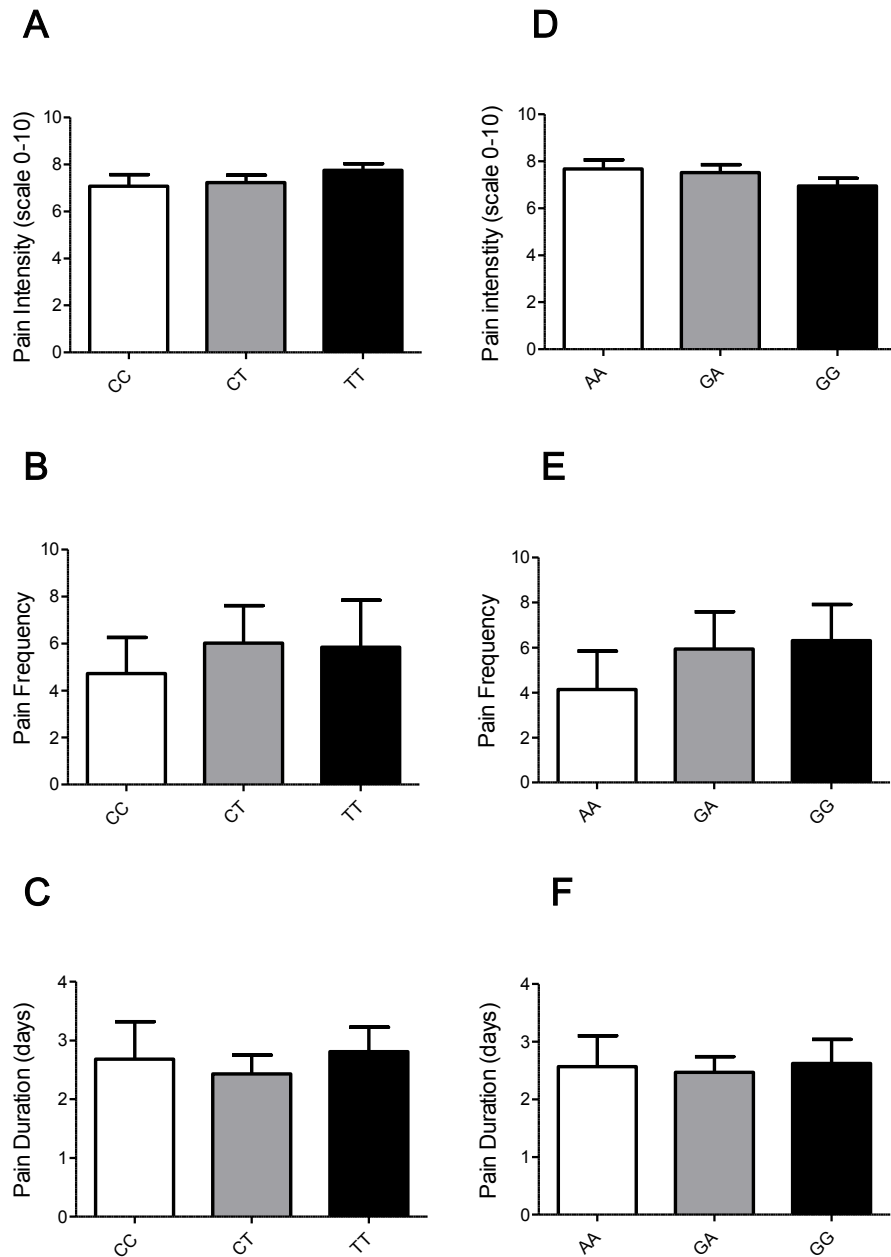 A
Pain Intensity (scale 0-10)
10
8
6
4
2
0
CC
CT
TT
B
Pain Frequency
10
8
6
4
2
0
CC
CT
TT
C
Pain Duration (days)
4
3
2
1
0
CC
CT
TT
D
Pain intenstity (scale 0-10)
10
8
6
4
2
0
AA
GA
GG
E
Pain Frequency
10
8
6
4
2
0
AA
GA
GG
F
Pain Duration (days)
4
3
2
1
0
AA
GA
GG